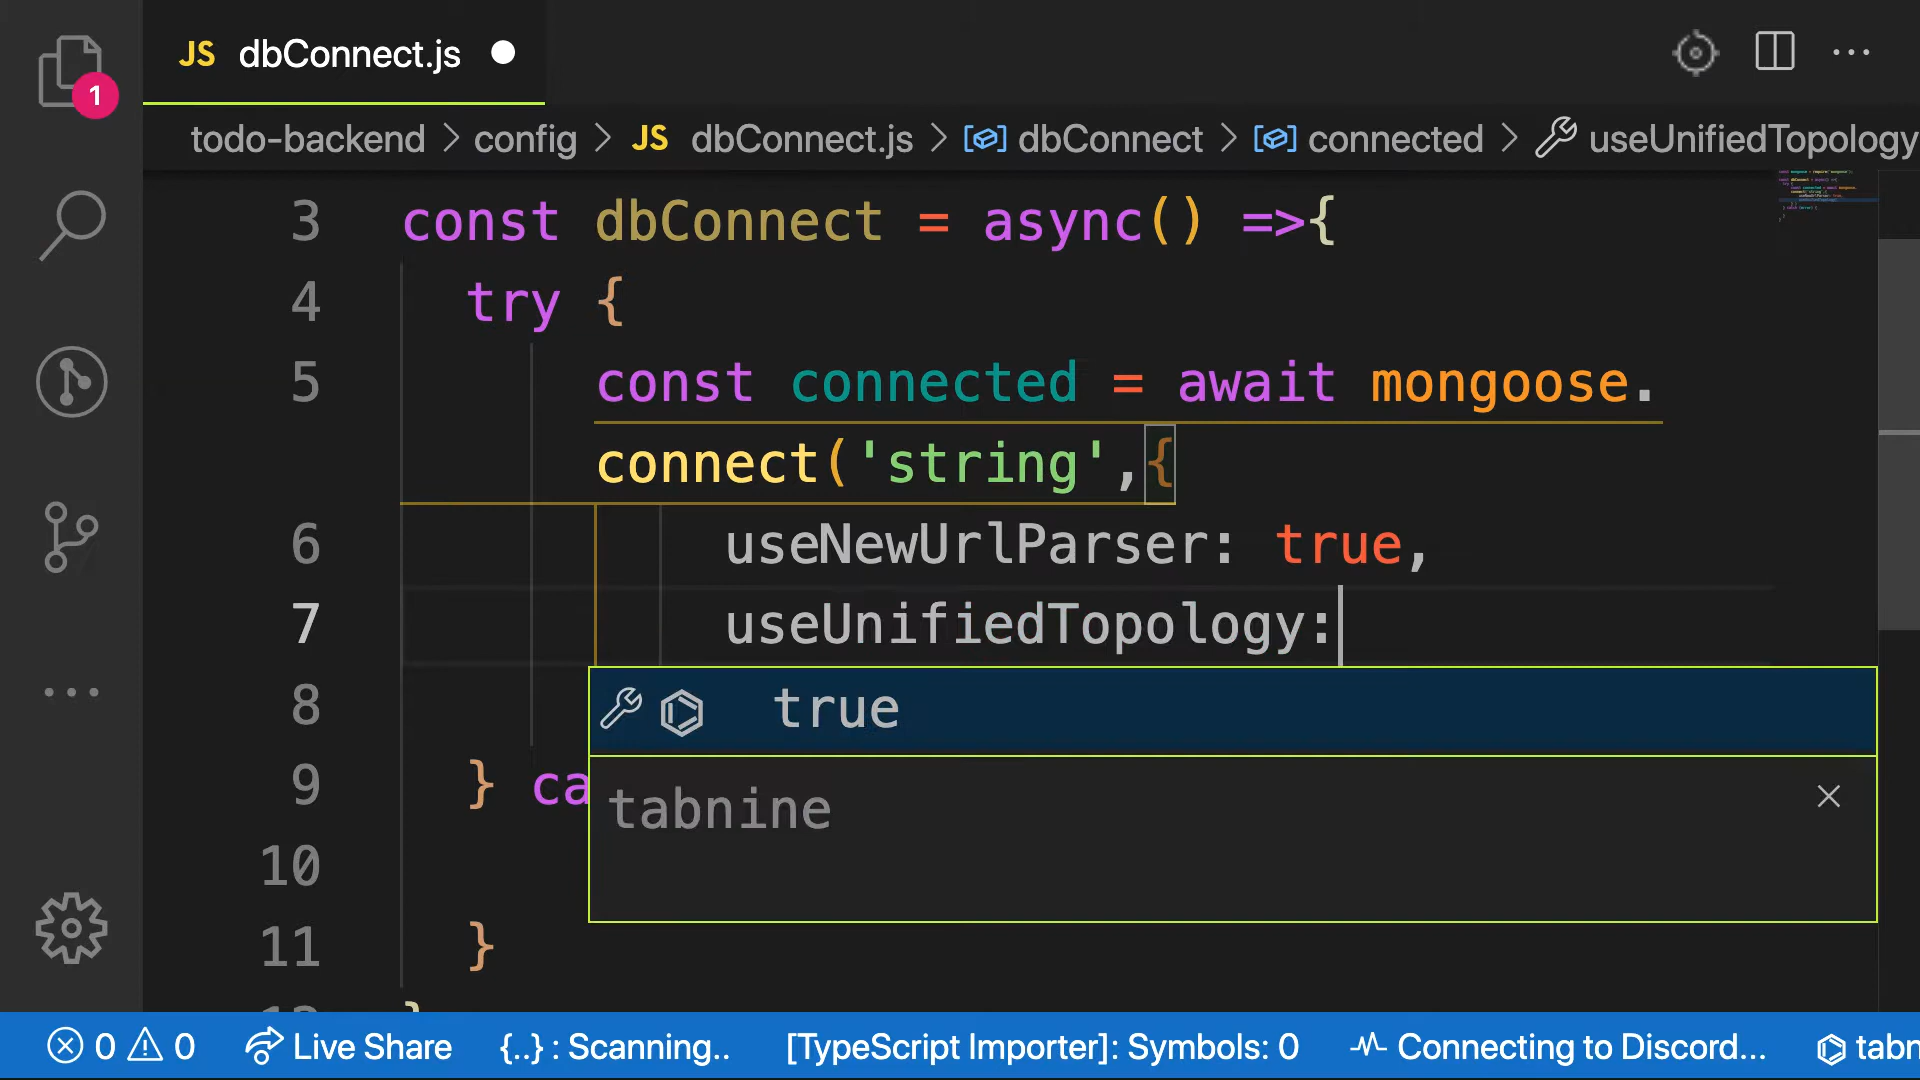 JS dbConnect.js
1
todo-backend > config > JS dbConnect.js > dbConnect > connected > useUnifiedTopology
3 const dbConnect = async() =>{
4 try {
5 const connected = await mongoose.
connect('string',{
6 useNewUrlParser: true,
7 useUnifiedTopology:
8 true
9 } ca
tabnine
10
11 }
}
0 0 Live Share {..} : Scanning.. [TypeScript Importer]: Symbols: 0 Connecting to Discord... tabn